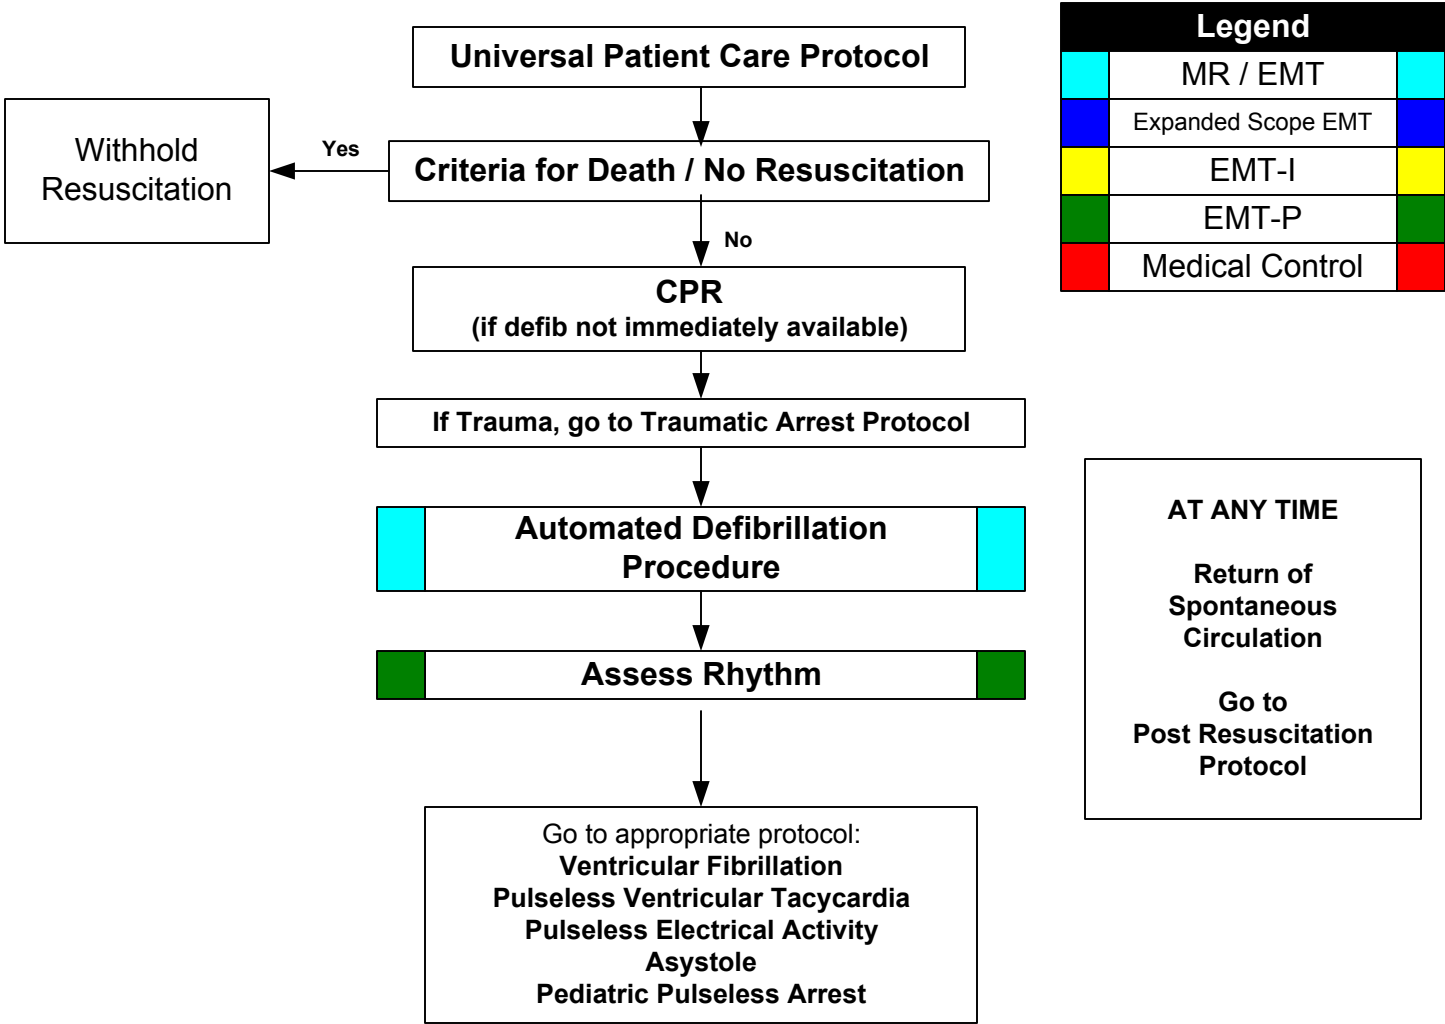 Universal Patient Care Protocol
Withhold
Resuscitation
Yes
Criteria for Death / No Resuscitation
No
CPR
(if defib not immediately available)
If Trauma, go to Traumatic Arrest Protocol
Automated Defibrillation
Procedure
Assess Rhythm
Go to appropriate protocol:
Ventricular Fibrillation
Pulseless Ventricular Tacycardia
Pulseless Electrical Activity
Asystole
Pediatric Pulseless Arrest
Legend
MR / EMT
Expanded Scope EMT
EMT-I
EMT-P
Medical Control
AT ANY TIME
Return of
Spontaneous
Circulation
Go to
Post Resuscitation
Protocol